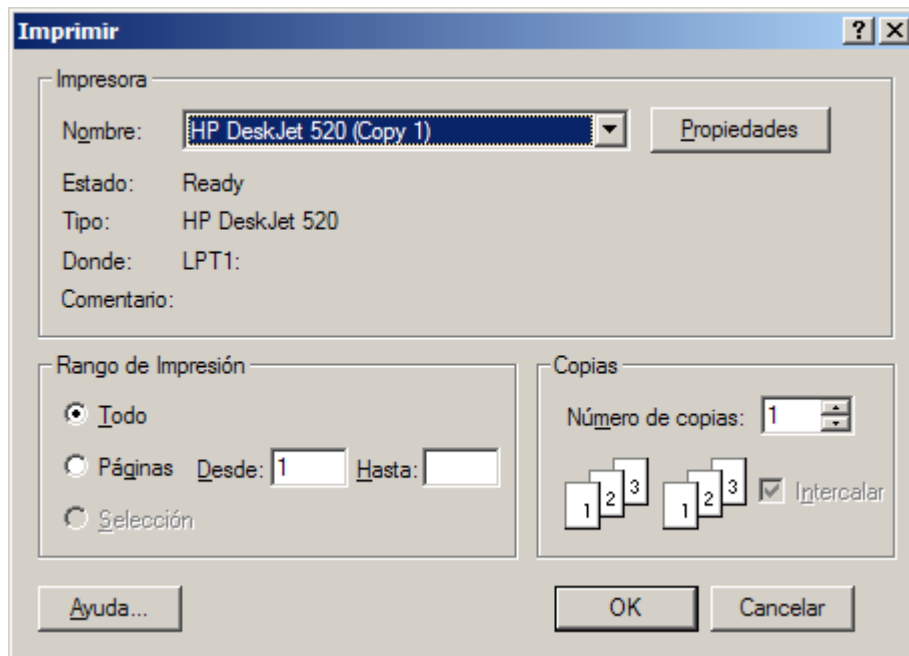 Imprimir
Impresora
Nombre: HP DeskJet 520 (Copy 1) Propiedades
Estado: Ready
Tipo: HP DeskJet 520
Donde: LPT1:
Comentario:
Rango de Impresión
Todo
Páginas Desde: 1 Hasta:
Selección
Copias
Número de copias: 1
1 2 3 1 2 3 Intercalar
Ayuda... OK Cancelar